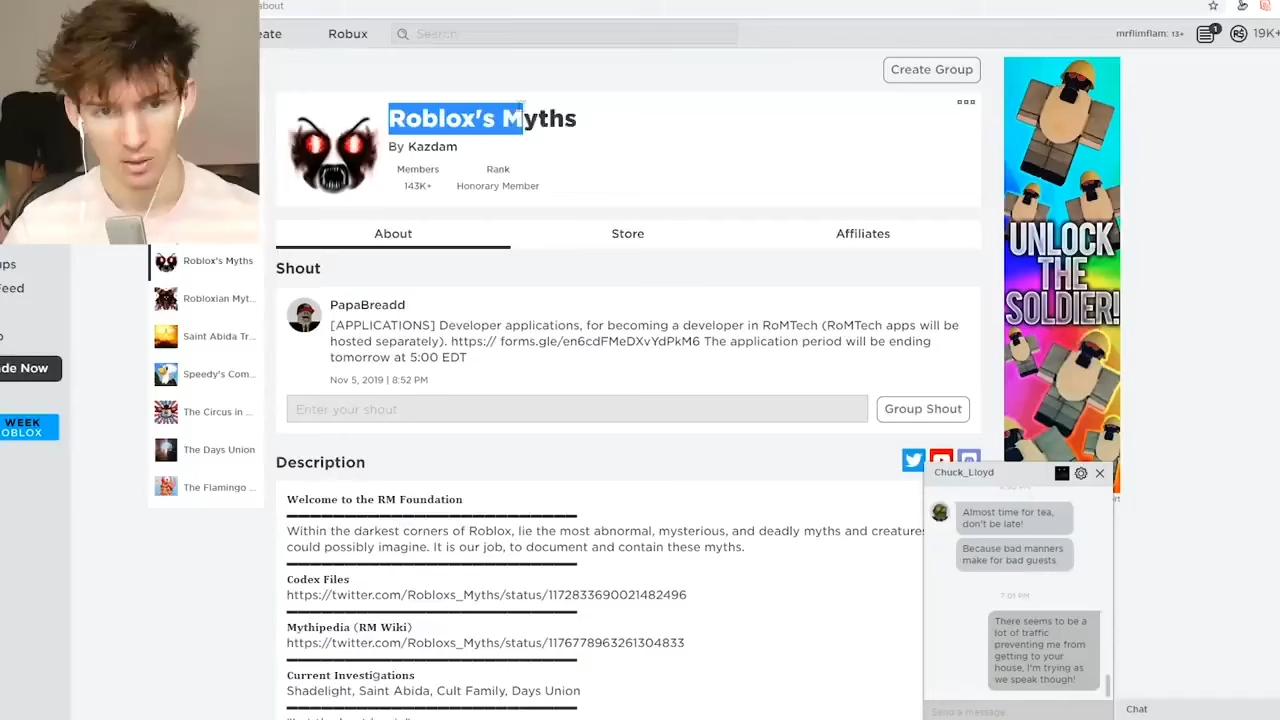 about
eate
Robux
Search
mrflimflam: 13+
1
19K+
Create Group
Roblox's Myths
By Kazdam
Members
Rank
143K+
Honorary Member
About
Store
Affiliates
Shout
PapaBreadd
[APPLICATIONS] Developer applications, for becoming a developer in RoMTech (RoMTech apps will be
hosted separately). https:// forms.gle/en6cdFMeDXvYdPkM6 The application period will be ending
tomorrow at 5:00 EDT
Nov 5, 2019 | 8:52 PM
Enter your shout
Group Shout
ups
Feed
p
de Now
WEEK
OBLOX
Roblox's Myths
Robloxian Myt...
Saint Abida Tr...
Speedy's Com...
The Circus in ...
The Days Union
The Flamingo ...
Description
Welcome to the RM Foundation
Within the darkest corners of Roblox, lie the most abnormal, mysterious, and deadly myths and creatures
could possibly imagine. It is our job, to document and contain these myths.
Codex Files
https://twitter.com/Robloxs_Myths/status/1172833690021482496
Mythipedia (RM Wiki)
https://twitter.com/Robloxs_Myths/status/1176778963261304833
Current Investigations
Shadelight, Saint Abida, Cult Family, Days Union
UNLOCK
THE
SOLDIER!
Chuck_Lloyd
Almost time for tea,
don't be late!
Because bad manners
make for bad guests.
7:01 PM
There seems to be a
lot of traffic
preventing me from
getting to your
house, I'm trying as
we speak though!
Send a message
Chat